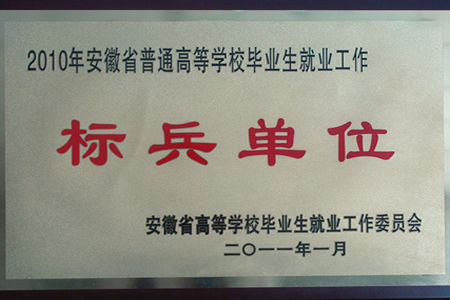 2010年安徽省普通高等学校毕业生就业工作
标兵单位
安徽省高等学校毕业生就业工作委员会
二〇一一年一月